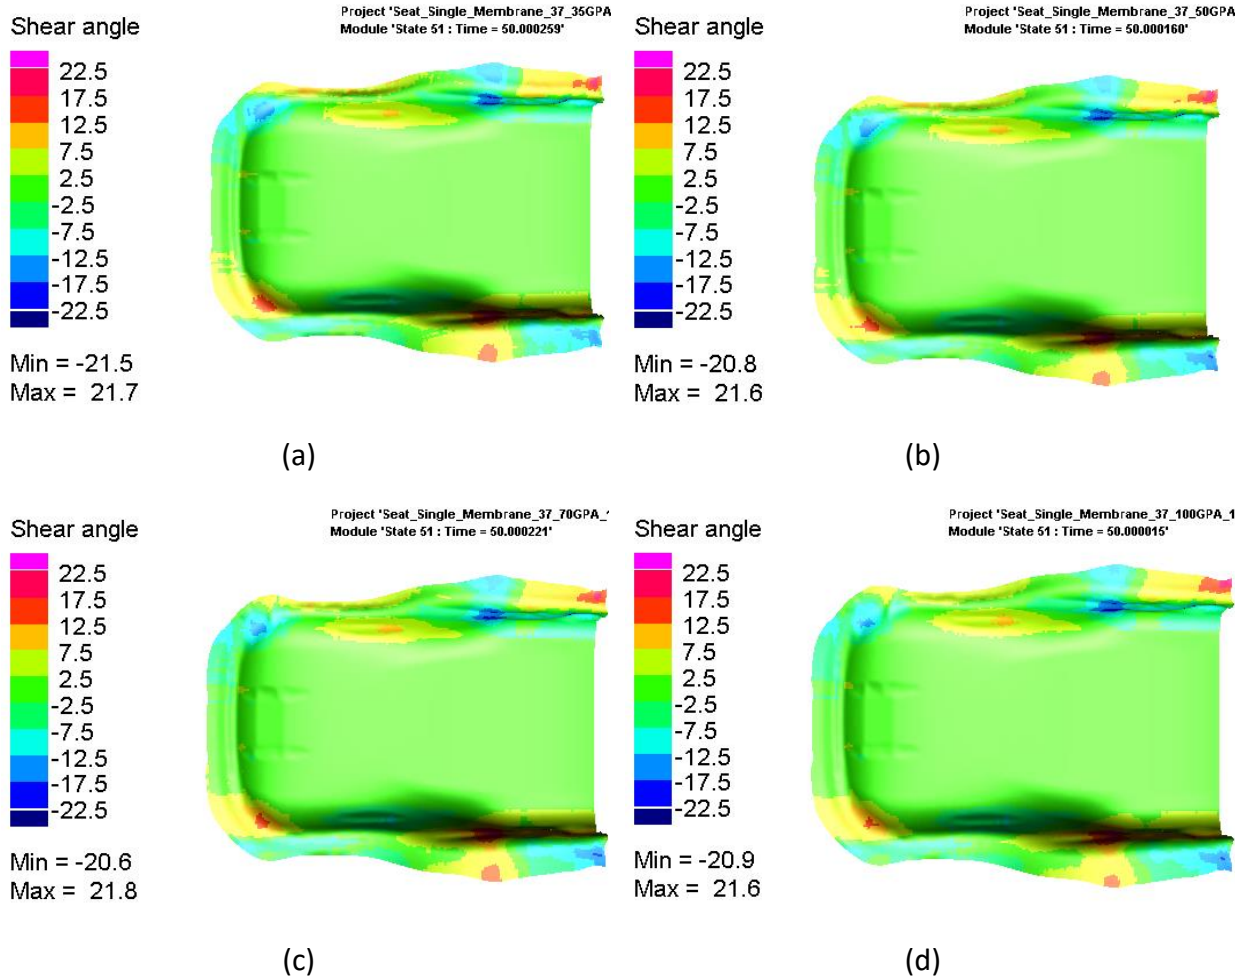 Project 'Seat_Single_Membrane_37_35GPA
Module 'State 51 : Time = 50.000259'
Shear angle
22.5
17.5
12.5
7.5
2.5
-2.5
-7.5
-12.5
-17.5
-22.5
Min = -21.5
Max = 21.7
(a)
Project 'Seat_Single_Membrane_37_50GPA
Module 'State 51 : Time = 50.000160'
Shear angle
22.5
17.5
12.5
7.5
2.5
-2.5
-7.5
-12.5
-17.5
-22.5
Min = -20.8
Max = 21.6
(b)
Project 'Seat_Single_Membrane_37_70GPA_1
Module 'State 51 : Time = 50.000221'
Shear angle
22.5
17.5
12.5
7.5
2.5
-2.5
-7.5
-12.5
-17.5
-22.5
Min = -20.6
Max = 21.8
(c)
Project 'Seat_Single_Membrane_37_100GPA_1
Module 'State 51 : Time = 50.000015'
Shear angle
22.5
17.5
12.5
7.5
2.5
-2.5
-7.5
-12.5
-17.5
-22.5
Min = -20.9
Max = 21.6
(d)